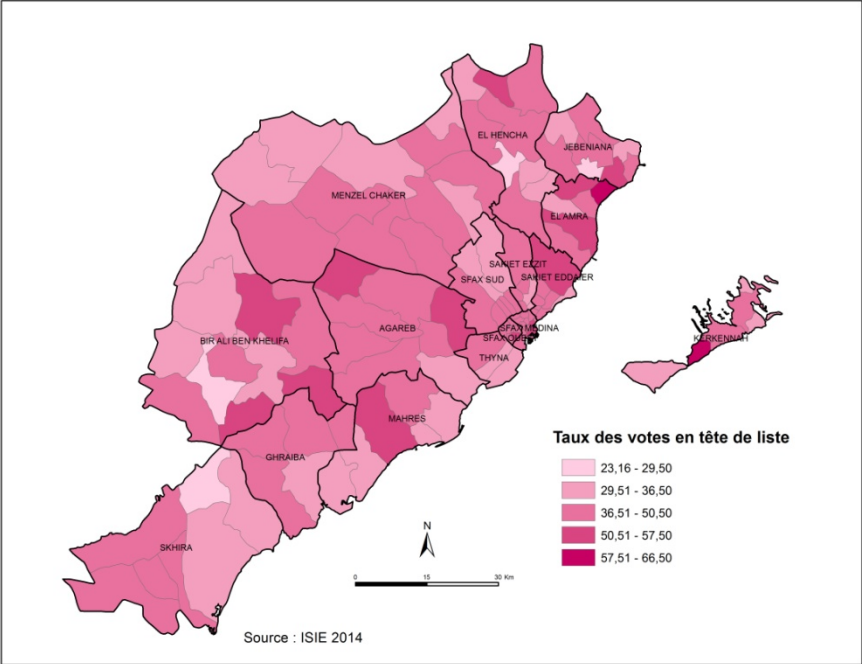 EL HENCHA
JEBENIANA
MENZEL CHAKER
EL AMRA
SAKIET EZZIT
SAKIET EDDAIER
SFAX SUD
BIR ALI BEN KHELIFA
AGAREB
SFAX MEDINA
SFAX OUEST
KERKENNAH
THYNA
MAHRES
GHRAIBA
SKHIRA
Taux des votes en tête de liste
23,16 - 29,50
29,51 - 36,50
36,51 - 50,50
50,51 - 57,50
57,51 - 66,50
N
0 15 30 Km
Source : ISIE 2014